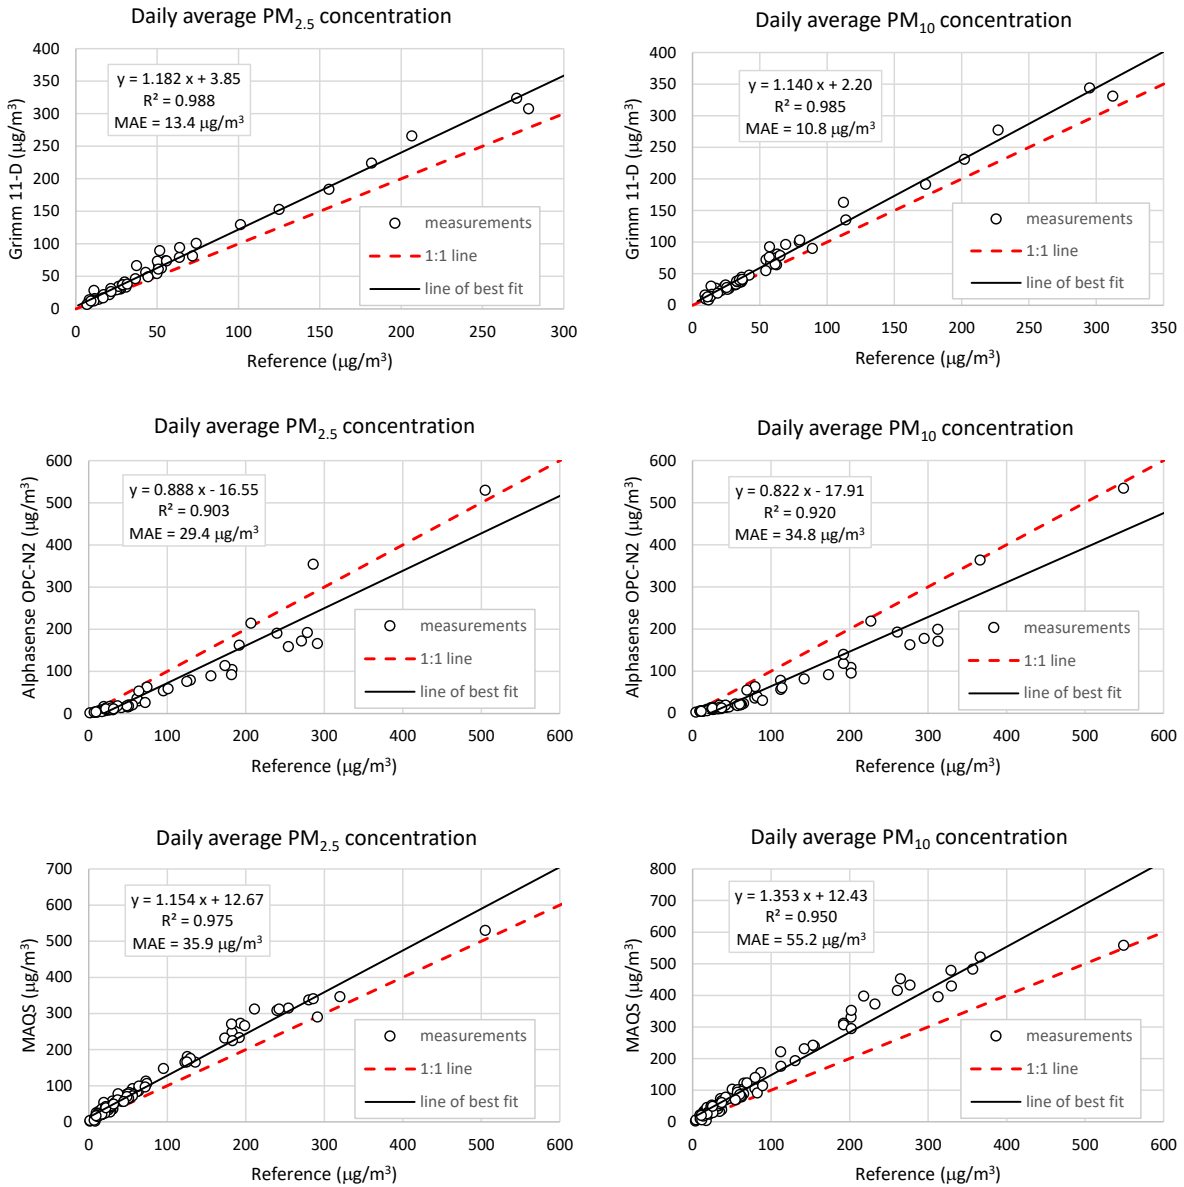 Daily average PM2.5 concentration
y = 1.182 x + 3.85
R² = 0.988
MAE = 13.4 µg/m³
400
350
300
250
200
150
100
50
0
Grimm 11-D (µg/m³)
measurements
1:1 line
line of best fit
0 50 100 150 200 250 300
Reference (µg/m³)
Daily average PM10 concentration
y = 1.140 x + 2.20
R² = 0.985
MAE = 10.8 µg/m³
400
350
300
250
200
150
100
50
0
Grimm 11-D (µg/m³)
measurements
1:1 line
line of best fit
0 50 100 150 200 250 300 350
Reference (µg/m³)
Daily average PM2.5 concentration
y = 0.888 x - 16.55
R² = 0.903
MAE = 29.4 µg/m³
600
500
400
300
200
100
0
Alphasense OPC-N2 (µg/m³)
measurements
1:1 line
line of best fit
0 100 200 300 400 500 600
Reference (µg/m³)
Daily average PM10 concentration
y = 0.822 x - 17.91
R² = 0.920
MAE = 34.8 µg/m³
600
500
400
300
200
100
0
Alphasense OPC-N2 (µg/m³)
measurements
1:1 line
line of best fit
0 100 200 300 400 500 600
Reference (µg/m³)
Daily average PM2.5 concentration
y = 1.154 x + 12.67
R² = 0.975
MAE = 35.9 µg/m³
700
600
500
400
300
200
100
0
MAQS (µg/m³)
measurements
1:1 line
line of best fit
0 100 200 300 400 500 600
Reference (µg/m³)
Daily average PM10 concentration
y = 1.353 x + 12.43
R² = 0.950
MAE = 55.2 µg/m³
800
700
600
500
400
300
200
100
0
MAQS (µg/m³)
measurements
1:1 line
line of best fit
0 100 200 300 400 500 600
Reference (µg/m³)